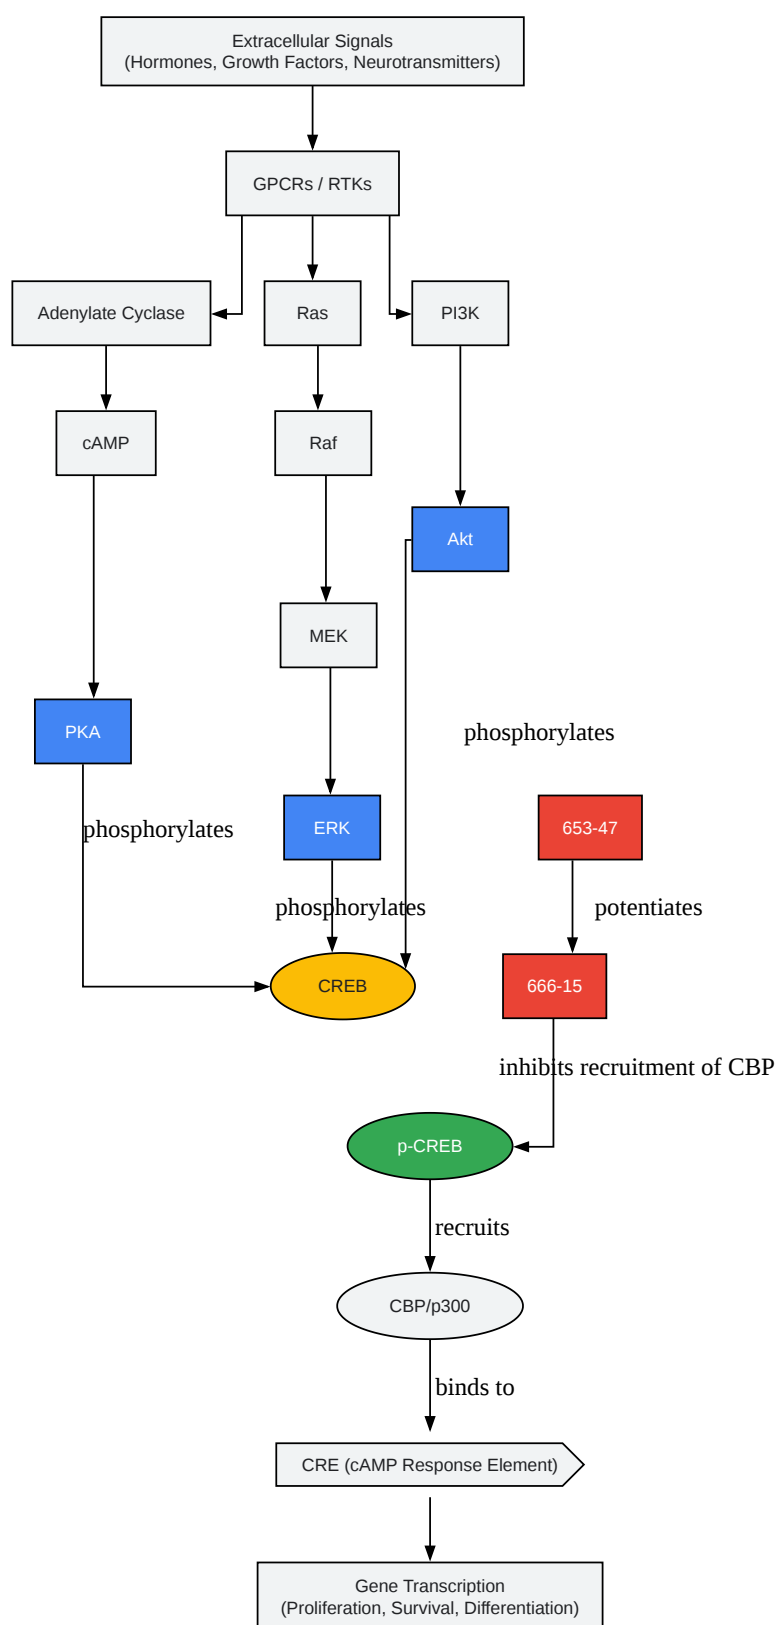 Extracellular Signals
(Hormones, Growth Factors, Neurotransmitters)
GPCRs / RTKs
Adenylate Cyclase
Ras
PI3K
cAMP
Raf
Akt
MEK
PKA
phosphorylates
phosphorylates
ERK
653-47
phosphorylates
potentiates
CREB
666-15
inhibits recruitment of CBP
p-CREB
recruits
CBP/p300
binds to
CRE (cAMP Response Element)
Gene Transcription
(Proliferation, Survival, Differentiation)